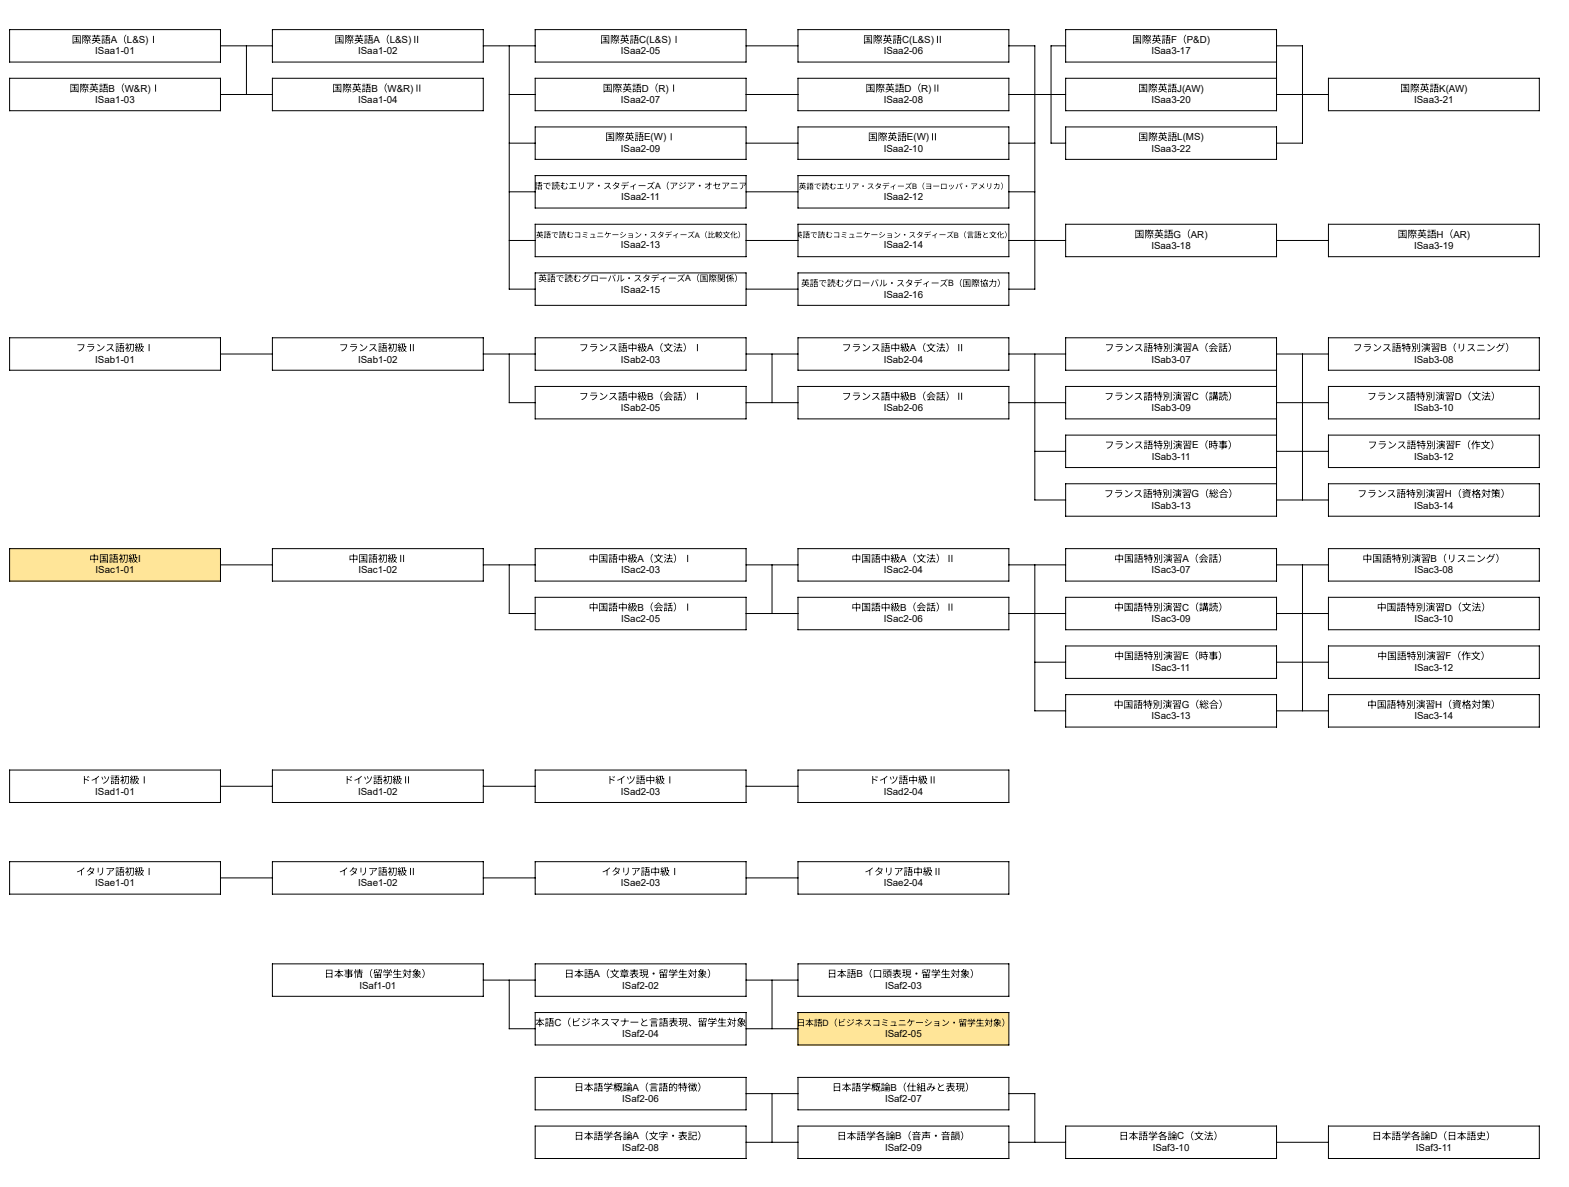 国際英語A（L&S)Ⅰ
ISaa1-01
国際英語A（L&S)Ⅱ
ISaa1-02
国際英語C(L&S)Ⅰ
ISaa2-05
国際英語C(L&S)Ⅱ
ISaa2-06
国際英語F（P&D)
ISaa3-17
国際英語B（W&R)Ⅰ
ISaa1-03
国際英語B（W&R)Ⅱ
ISaa1-04
国際英語D（R)Ⅰ
ISaa2-07
国際英語D（R)Ⅱ
ISaa2-08
国際英語J(AW)
ISaa3-20
国際英語K(AW)
ISaa3-21
国際英語E(W)Ⅰ
ISaa2-09
国際英語E(W)Ⅱ
ISaa2-10
国際英語L(MS)
ISaa3-22
語で読むエリア・スタディーズA（アジア・オセアニア
ISaa2-11
英語で読むエリア・スタディーズB（ヨーロッパ・アメリカ）
ISaa2-12
英語で読むコミュニケーション・スタディーズA（比較文化）
ISaa2-13
英語で読むコミュニケーション・スタディーズB（言語と文化）
ISaa2-14
国際英語G（AR)
ISaa3-18
国際英語H（AR)
ISaa3-19
英語で読むグローバル・スタディーズA（国際関係）
ISaa2-15
英語で読むグローバル・スタディーズB（国際協力）
ISaa2-16
フランス語初級Ⅰ
ISab1-01
フランス語初級Ⅱ
ISab1-02
フランス語中級A（文法）Ⅰ
ISab2-03
フランス語中級A（文法）Ⅱ
ISab2-04
フランス語特別演習A（会話）
ISab3-07
フランス語特別演習B（リスニング）
ISab3-08
フランス語中級B（会話）Ⅰ
ISab2-05
フランス語中級B（会話）Ⅱ
ISab2-06
フランス語特別演習C（講読）
ISab3-09
フランス語特別演習D（文法）
ISab3-10
フランス語特別演習E（時事）
ISab3-11
フランス語特別演習F（作文）
ISab3-12
フランス語特別演習G（総合）
ISab3-13
フランス語特別演習H（資格対策）
ISab3-14
中国語初級I
ISac1-01
中国語初級Ⅱ
ISac1-02
中国語中級A（文法）Ⅰ
ISac2-03
中国語中級A（文法）Ⅱ
ISac2-04
中国語特別演習A（会話）
ISac3-07
中国語特別演習B（リスニング）
ISac3-08
中国語中級B（会話）Ⅰ
ISac2-05
中国語中級B（会話）Ⅱ
ISac2-06
中国語特別演習C（講読）
ISac3-09
中国語特別演習D（文法）
ISac3-10
中国語特別演習E（時事）
ISac3-11
中国語特別演習F（作文）
ISac3-12
中国語特別演習G（総合）
ISac3-13
中国語特別演習H（資格対策）
ISac3-14
ドイツ語初級Ⅰ
ISad1-01
ドイツ語初級Ⅱ
ISad1-02
ドイツ語中級Ⅰ
ISad2-03
ドイツ語中級Ⅱ
ISad2-04
イタリア語初級Ⅰ
ISae1-01
イタリア語初級Ⅱ
ISae1-02
イタリア語中級Ⅰ
ISae2-03
イタリア語中級Ⅱ
ISae2-04
日本事情（留学生対象）
ISaf1-01
日本語A（文章表現・留学生対象）
ISaf2-02
日本語B（口頭表現・留学生対象）
ISaf2-03
本語C（ビジネスマナーと言語表現、留学生対象
ISaf2-04
日本語D（ビジネスコミュニケーション・留学生対象）
ISaf2-05
日本語学概論A（言語的特徴）
ISaf2-06
日本語学概論B（仕組みと表現）
ISaf2-07
日本語学各論A（文字・表記）
ISaf2-08
日本語学各論B（音声・音韻）
ISaf2-09
日本語学各論C（文法）
ISaf3-10
日本語学各論D（日本語史）
ISaf3-11